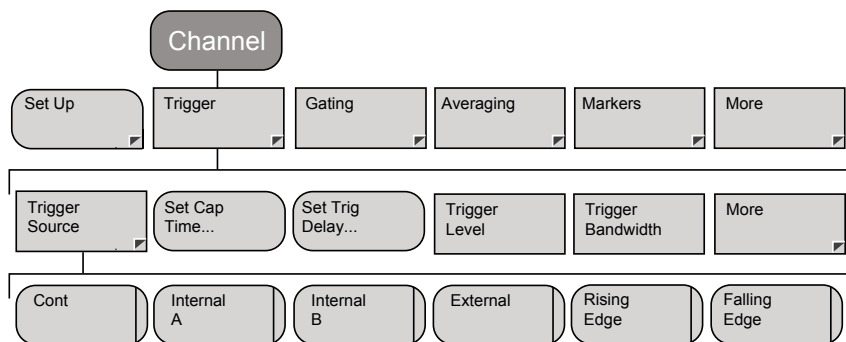 Channel
Set Up
Trigger
Gating
Averaging
Markers
More
Trigger
Source
Set Cap
Time...
Set Trig
Delay...
Trigger
Level
Trigger
Bandwidth
More
Cont
Internal
A
Internal
B
External
Rising
Edge
Falling
Edge